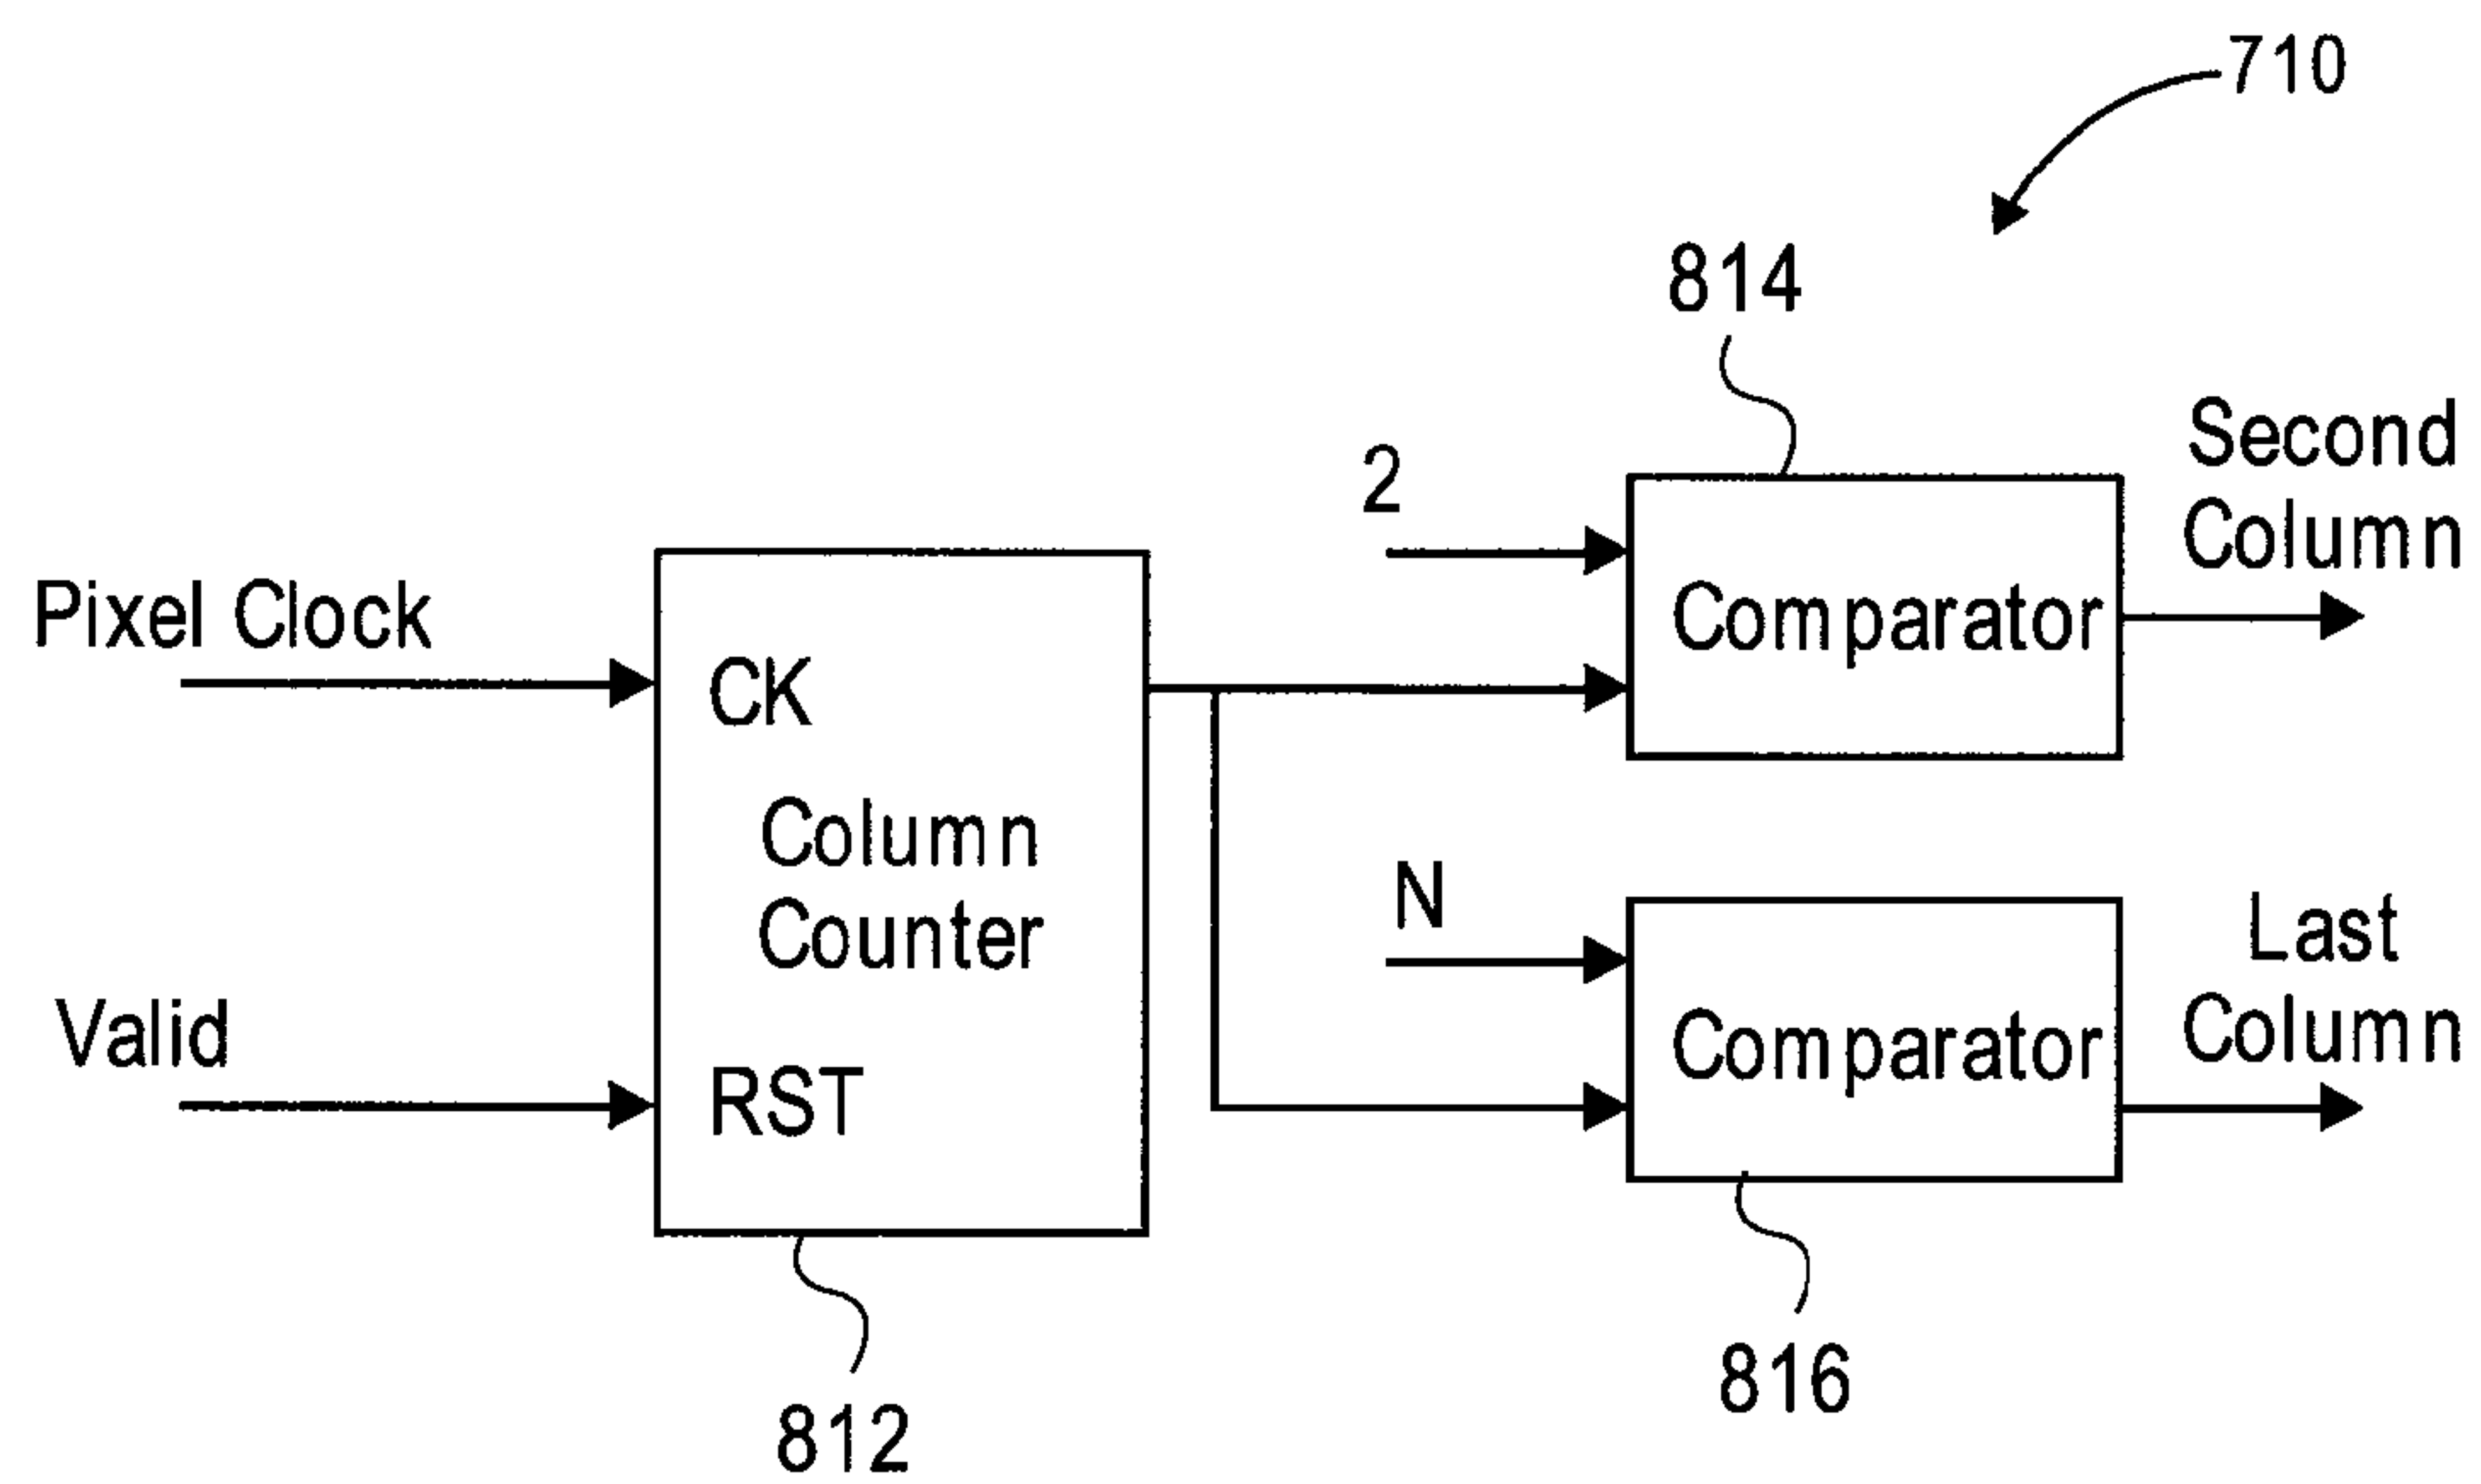 710
814
2
Second
Column
Comparator
Pixel Clock
CK
Column
Counter
N
Last
Column
Comparator
Valid
RST
816
812